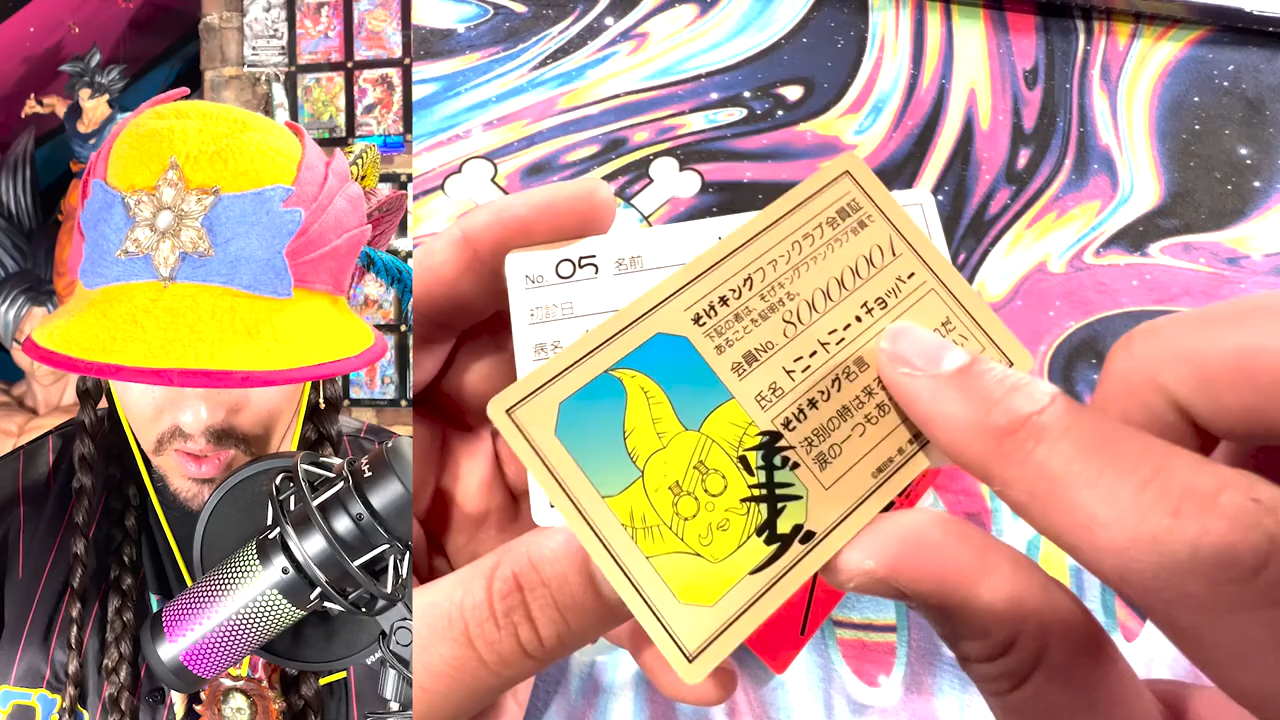 No. 05 名前
初診日
病名
そげキングファンクラブ会員証
下記の者は、そげキングファンクラブ会員で
あることを証明する。
会員No. 80000001
氏名 トニートニー・チョッパー
そげキング名言
決別の時は来
涙の一つもあ